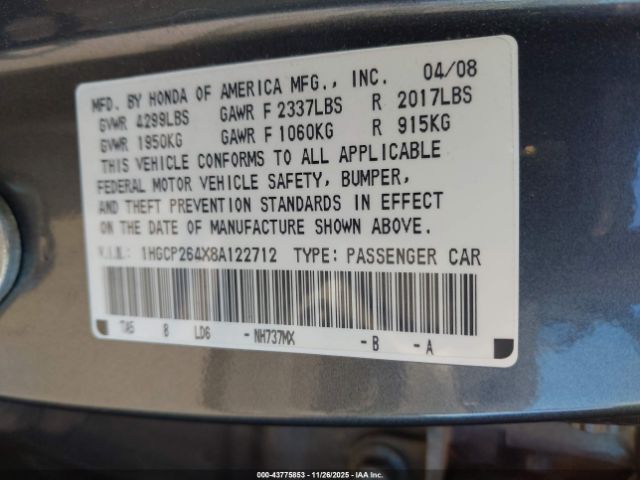 MFD. BY HONDA OF AMERICA MFG., INC. 04/08
GVWR 4299LBS GAWR F 2337LBS R 2017LBS
GVWR 1950KG GAWR F 1060KG R 915KG
THIS VEHICLE CONFORMS TO ALL APPLICABLE
FEDERAL MOTOR VEHICLE SAFETY, BUMPER,
AND THEFT PREVENTION STANDARDS IN EFFECT
ON THE DATE OF MANUFACTURE SHOWN ABOVE.
V.I.N.: 1HGCP264X8A122712 TYPE: PASSENGER CAR
TA05 8 LD6 -NH737MX -B -A
000-43775853 | 11/26/2025 | IAA Inc.